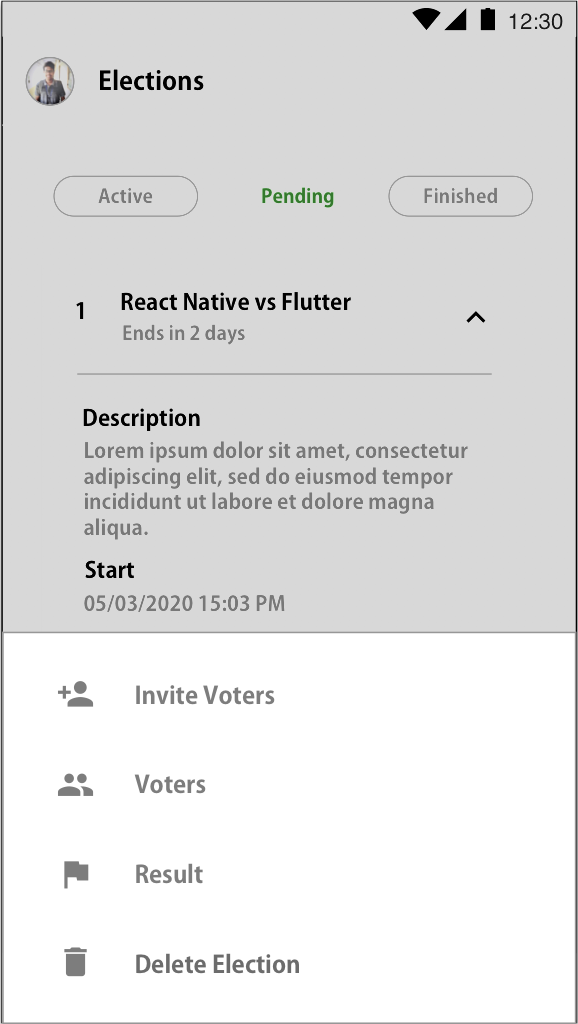 12:30
Elections
Active
Pending
Finished
1
React Native vs Flutter
Ends in 2 days
Description
Lorem ipsum dolor sit amet, consectetur
adipiscing elit, sed do eiusmod tempor
incididunt ut labore et dolore magna
aliqua.
Start
05/03/2020 15:03 PM
Invite Voters
Voters
Result
Delete Election